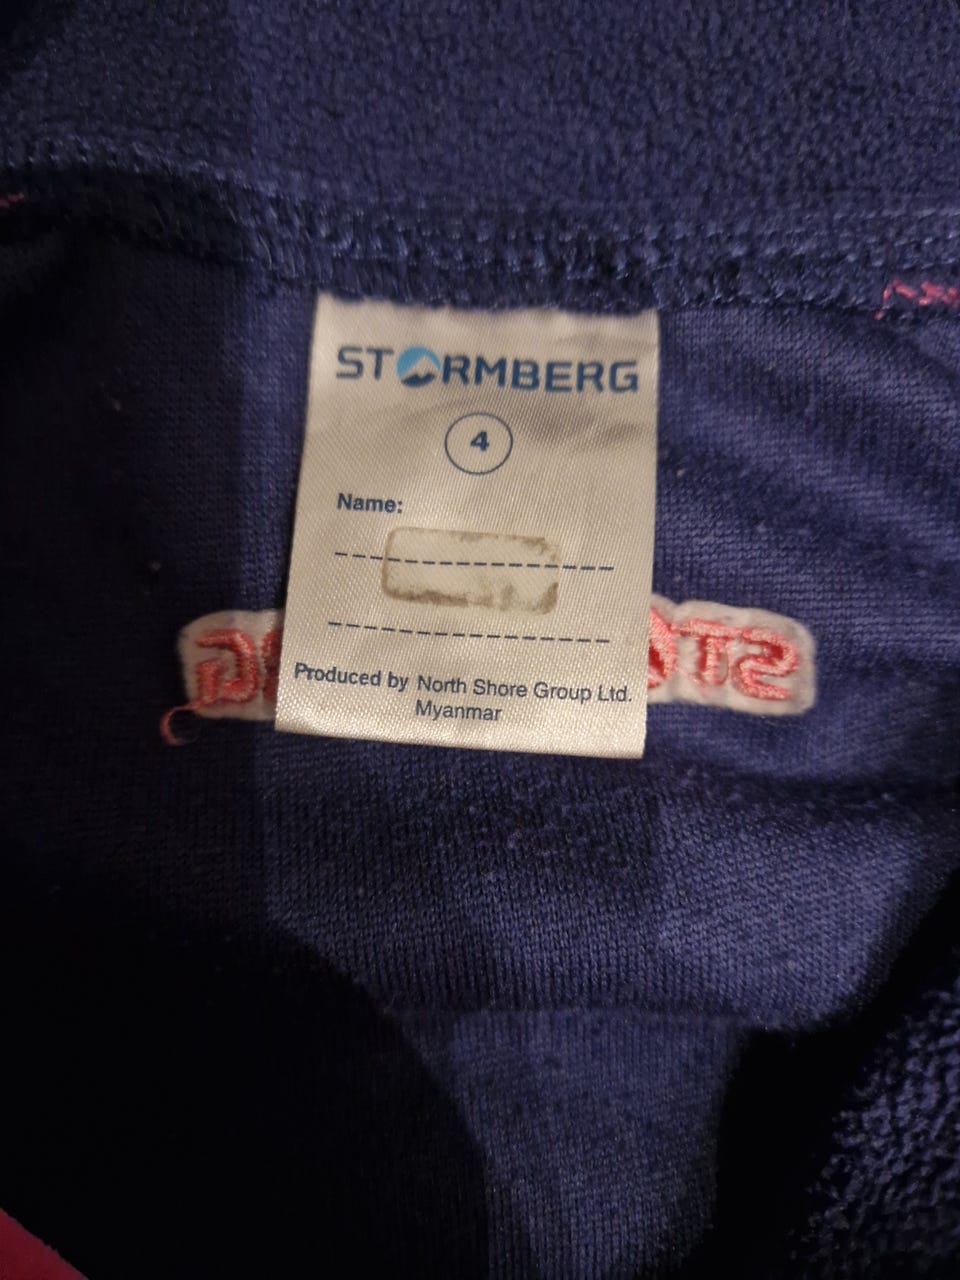 STORMBERG
4
Name:
Produced by North Shore Group Ltd.
Myanmar